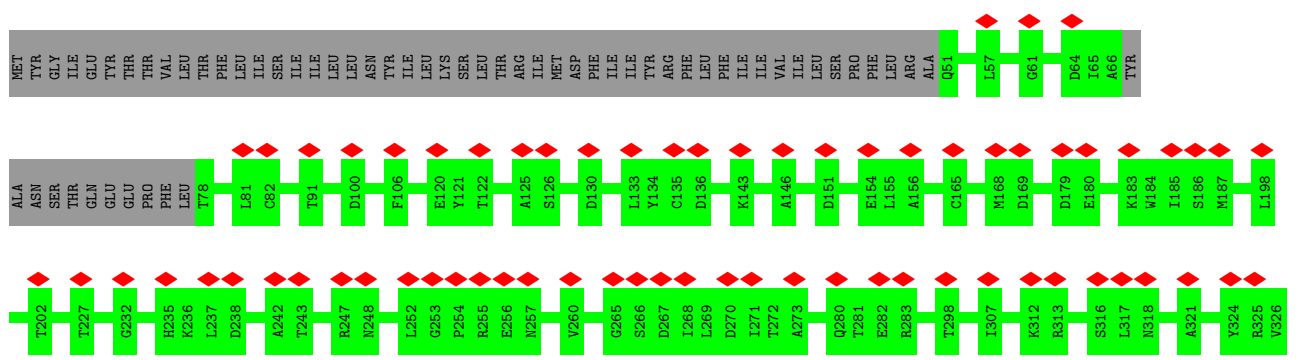 MET TYR GLY ILE GLU TYR THR THR VAL LEU THR PHE LEU ILE SER ILE ILE LEU LEU ASN TYR ILE LEU LYS SER LEU THR ARG ILE MET ASP PHE ILE ILE TYR ARG PHE LEU PHE ILE ILE VAL ILE LEU SER PRO PHE LEU ARG ALA Q51 L57 G61 D64 I65 A66 TYR
ALA ASN SER THR GLN GLU GLU PRO PHE LEU T78 L81 C82 T91 D100 F106 E120 Y121 T122 A125 S126 D130 L133 Y134 C135 D136 K143 A146 D151 E154 L155 A156 C165 M168 D169 D179 E180 K183 W184 I185 S186 M187 L198
T202 T227 G232 H235 K236 L237 D238 A242 T243 R247 N248 L252 G253 P254 R255 E256 N257 V260 G265 S266 D267 I268 L269 D270 I271 T272 A273 Q280 T281 E282 R283 T298 I307 K312 R313 S316 L317 N318 A321 Y324 R325 V326